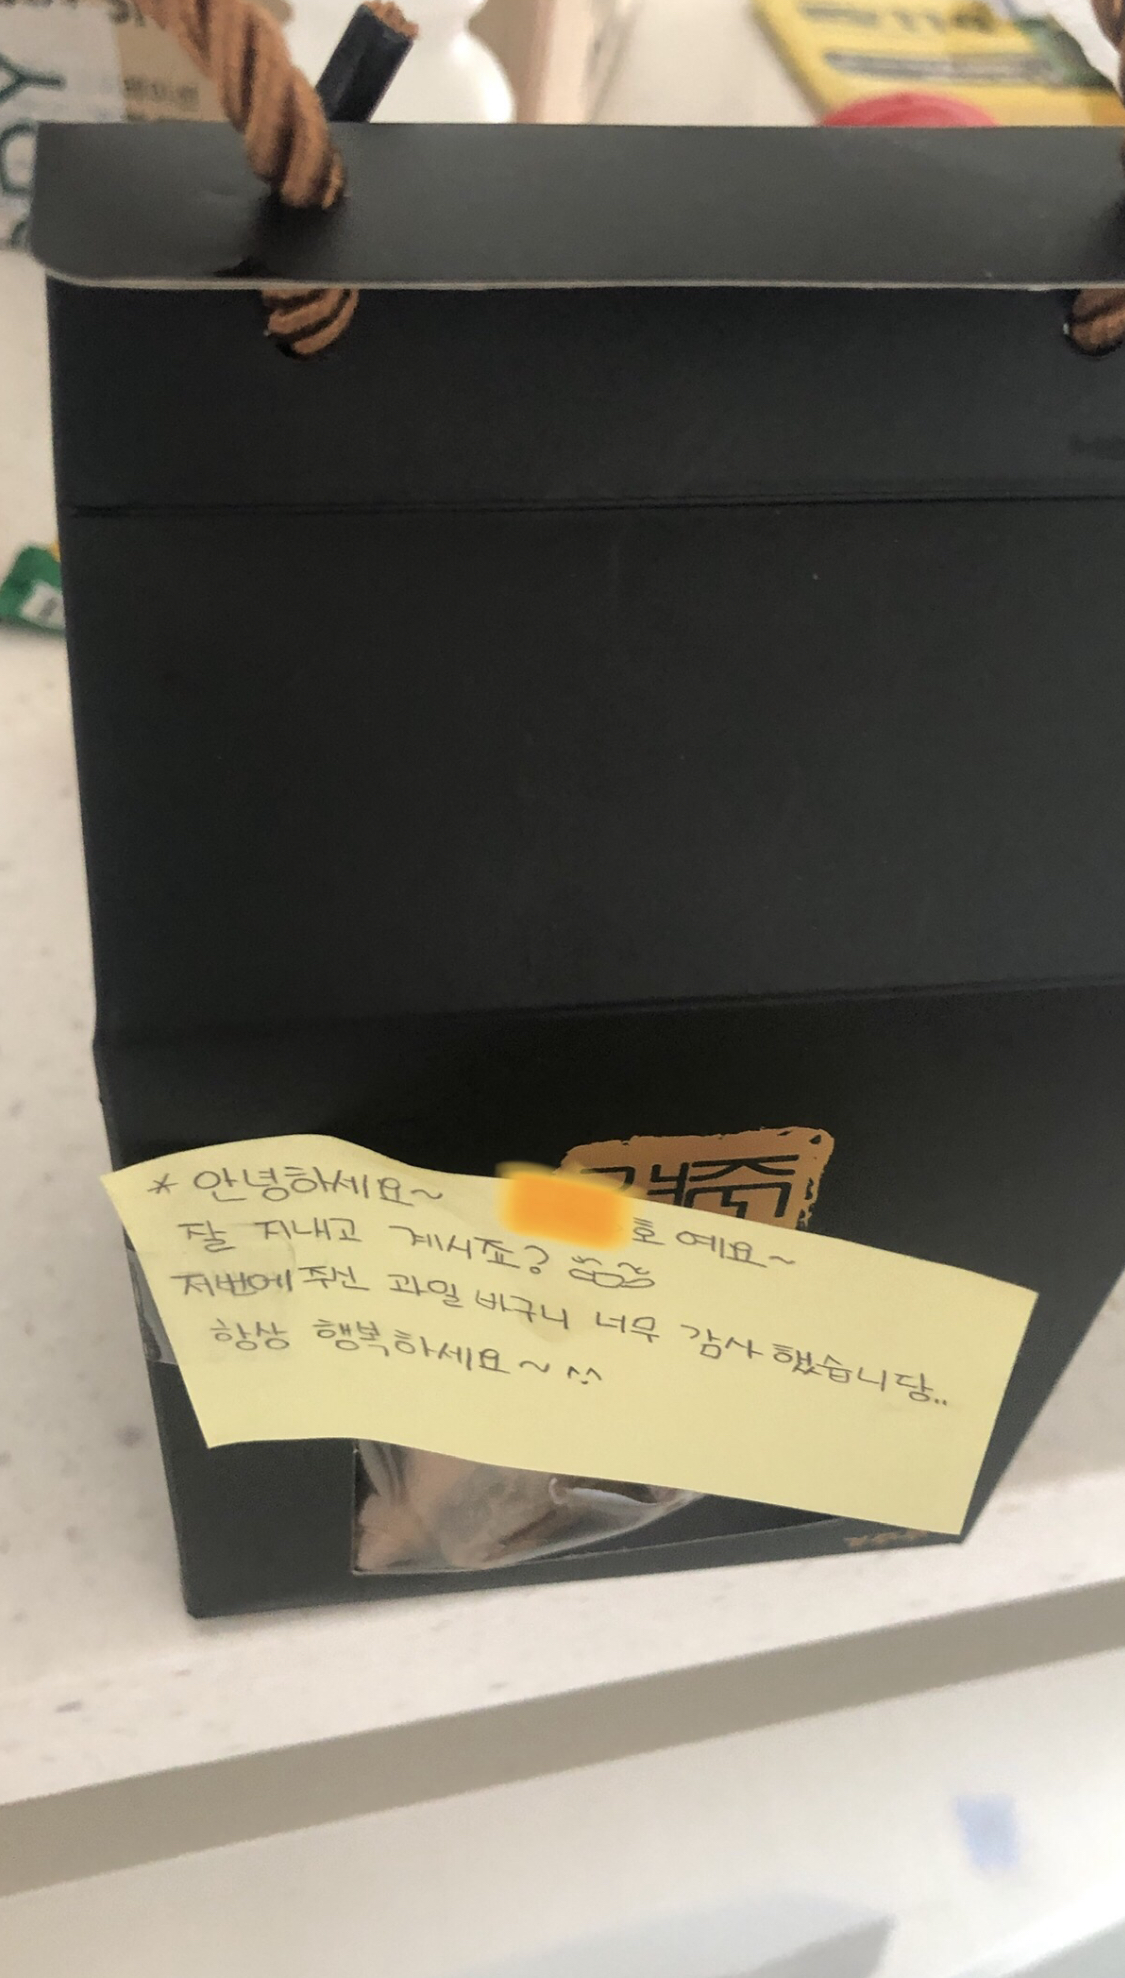 * 안녕하세요~ 호 예요~
잘 지내고 계시죠?
저번에 주신 과일 바구니 너무 감사했습니당..
항상 행복하세요~ ^^